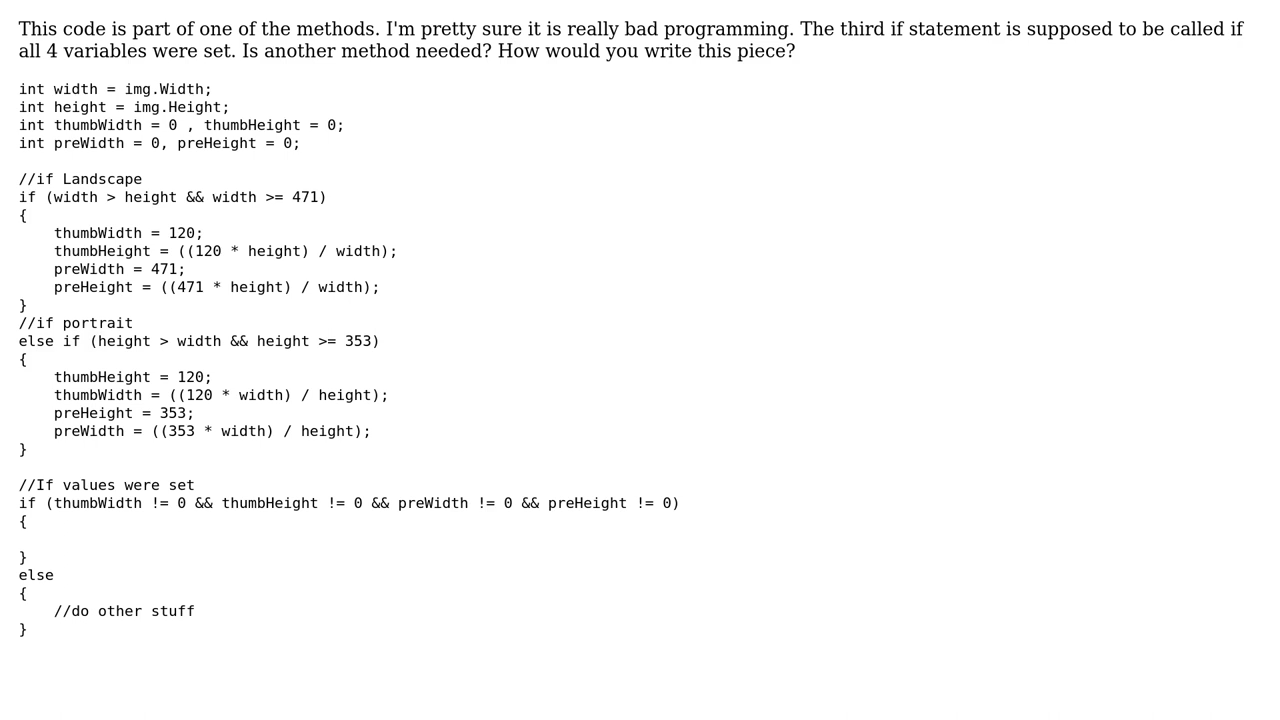 This code is part of one of the methods. I'm pretty sure it is really bad programming. The third if statement is supposed to be called if
all 4 variables were set. Is another method needed? How would you write this piece?
int width = img.Width;
int height = img.Height;
int thumbWidth = 0 , thumbHeight = 0;
int preWidth = 0, preHeight = 0;
//if Landscape
if (width > height && width >= 471)
{
    thumbWidth = 120;
    thumbHeight = ((120 * height) / width);
    preWidth = 471;
    preHeight = ((471 * height) / width);
}
//if portrait
else if (height > width && height >= 353)
{
    thumbHeight = 120;
    thumbWidth = ((120 * width) / height);
    preHeight = 353;
    preWidth = ((353 * width) / height);
}
//If values were set
if (thumbWidth != 0 && thumbHeight != 0 && preWidth != 0 && preHeight != 0)
{
}
else
{
    //do other stuff
}